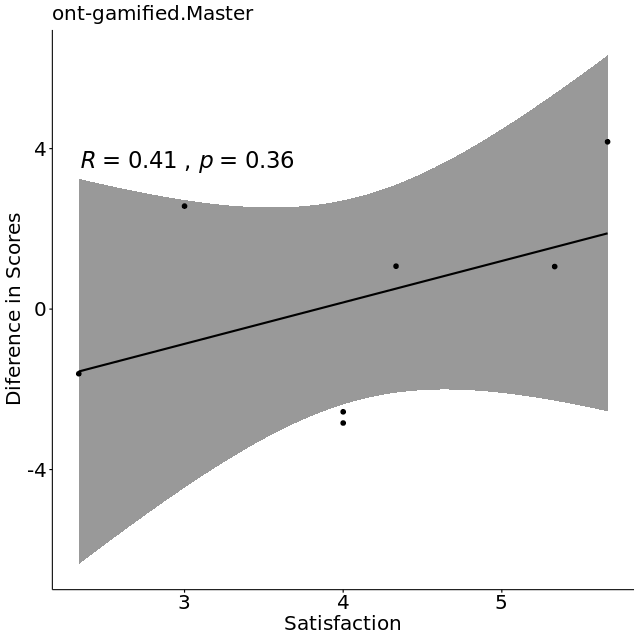 ont-gamified.Master
R = 0.41 , p = 0.36
4
0
-4
Diference in Scores
3 4 5
Satisfaction